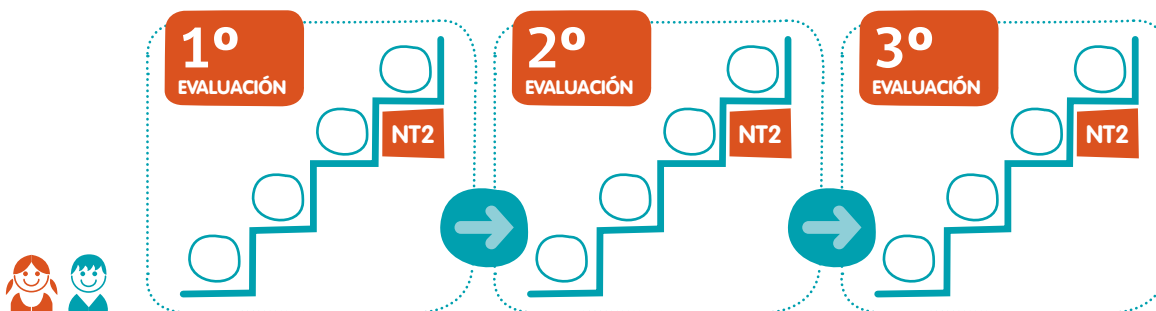 1º
EVALUACIÓN
NT2
2º
EVALUACIÓN
NT2
3º
EVALUACIÓN
NT2